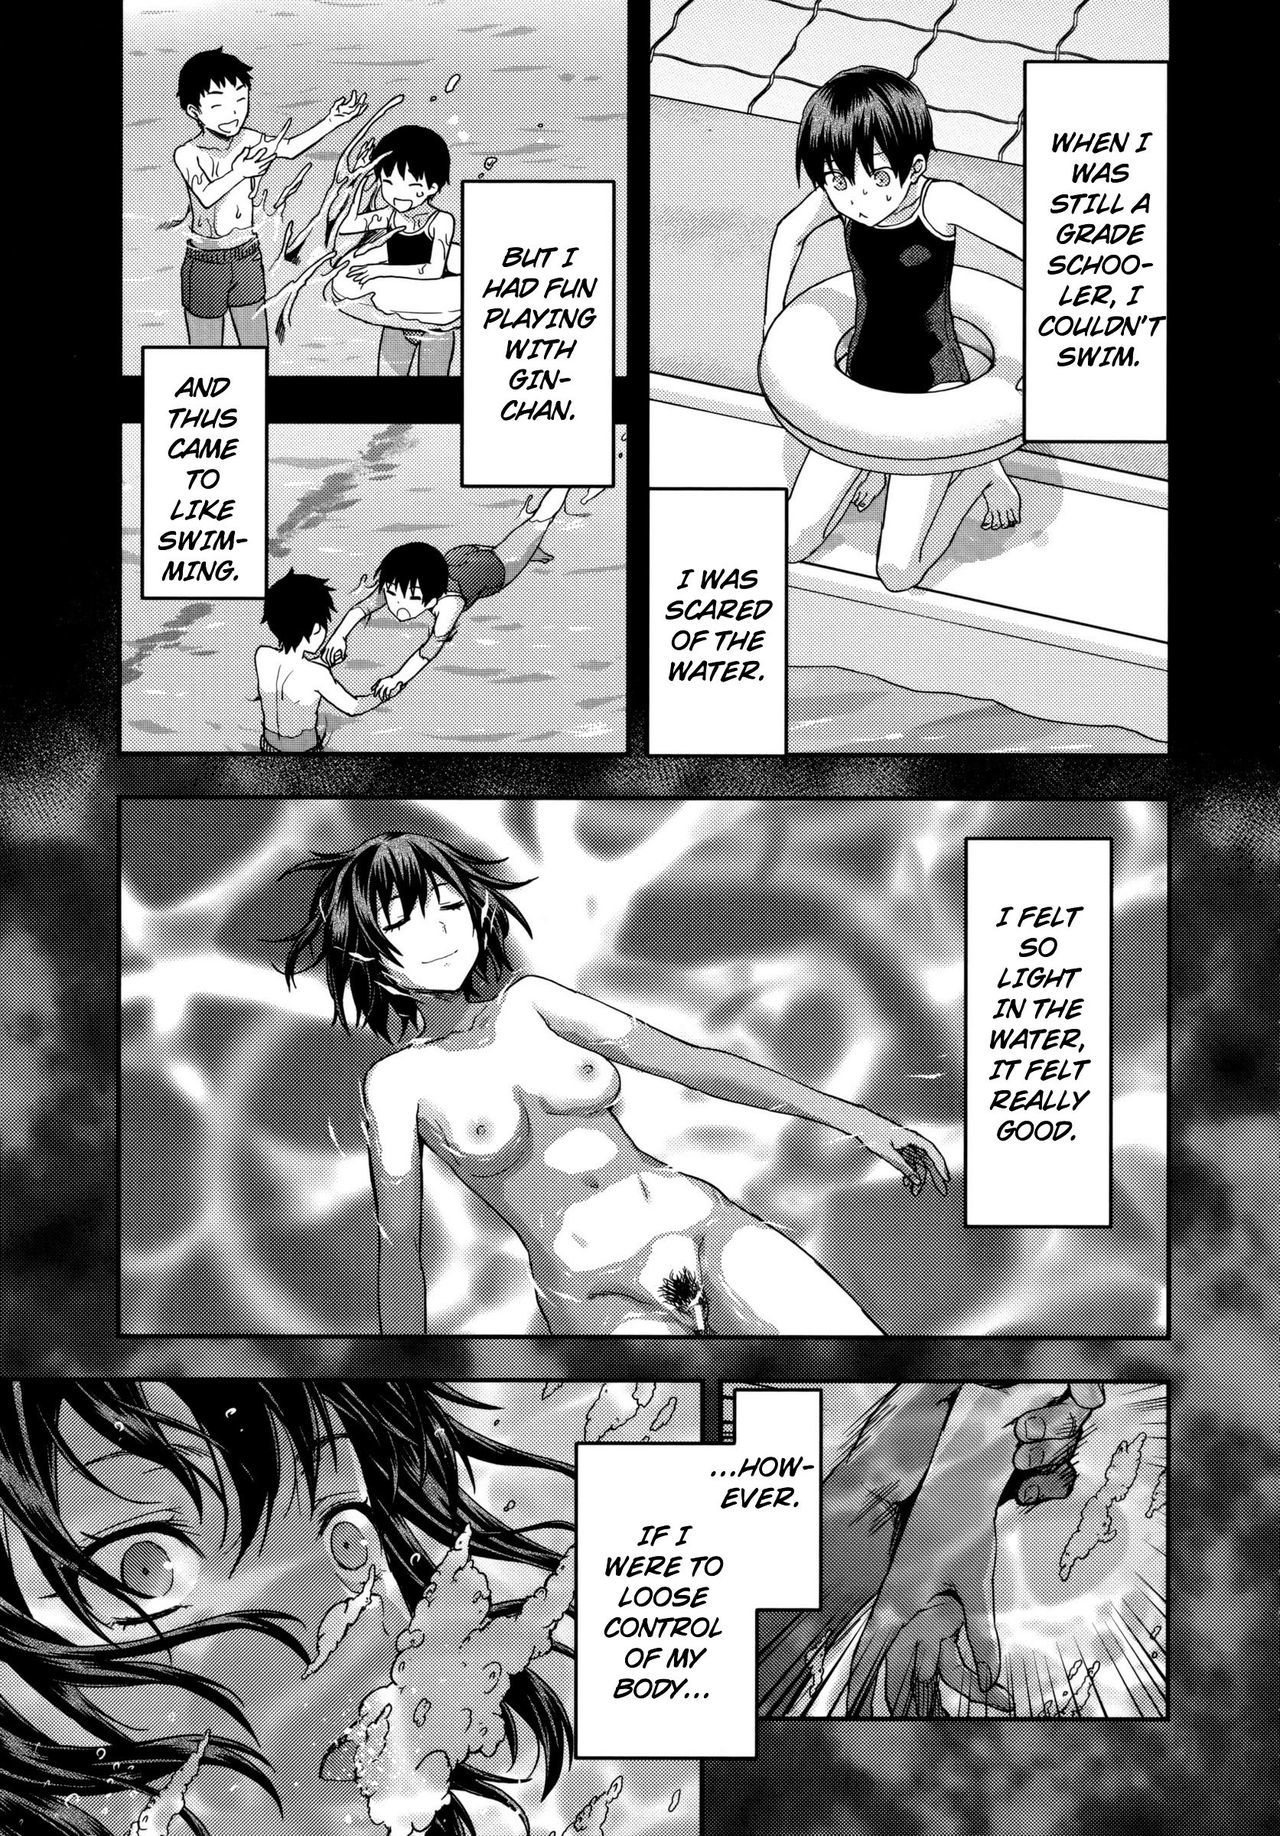 WHEN I
WAS
STILL A
GRADE
SCHOO-
LER, I
COULDN'T
SWIM.
I WAS
SCARED
OF THE
WATER.
BUT I
HAD FUN
PLAYING
WITH
GIN-
CHAN.
AND
THUS
CAME
TO
LIKE
SWIM-
MING.
I FELT
SO
LIGHT
IN THE
WATER,
IT FELT
REALLY
GOOD.
...HOW-
EVER.
IF I
WERE TO
LOOSE
CONTROL
OF MY
BODY...